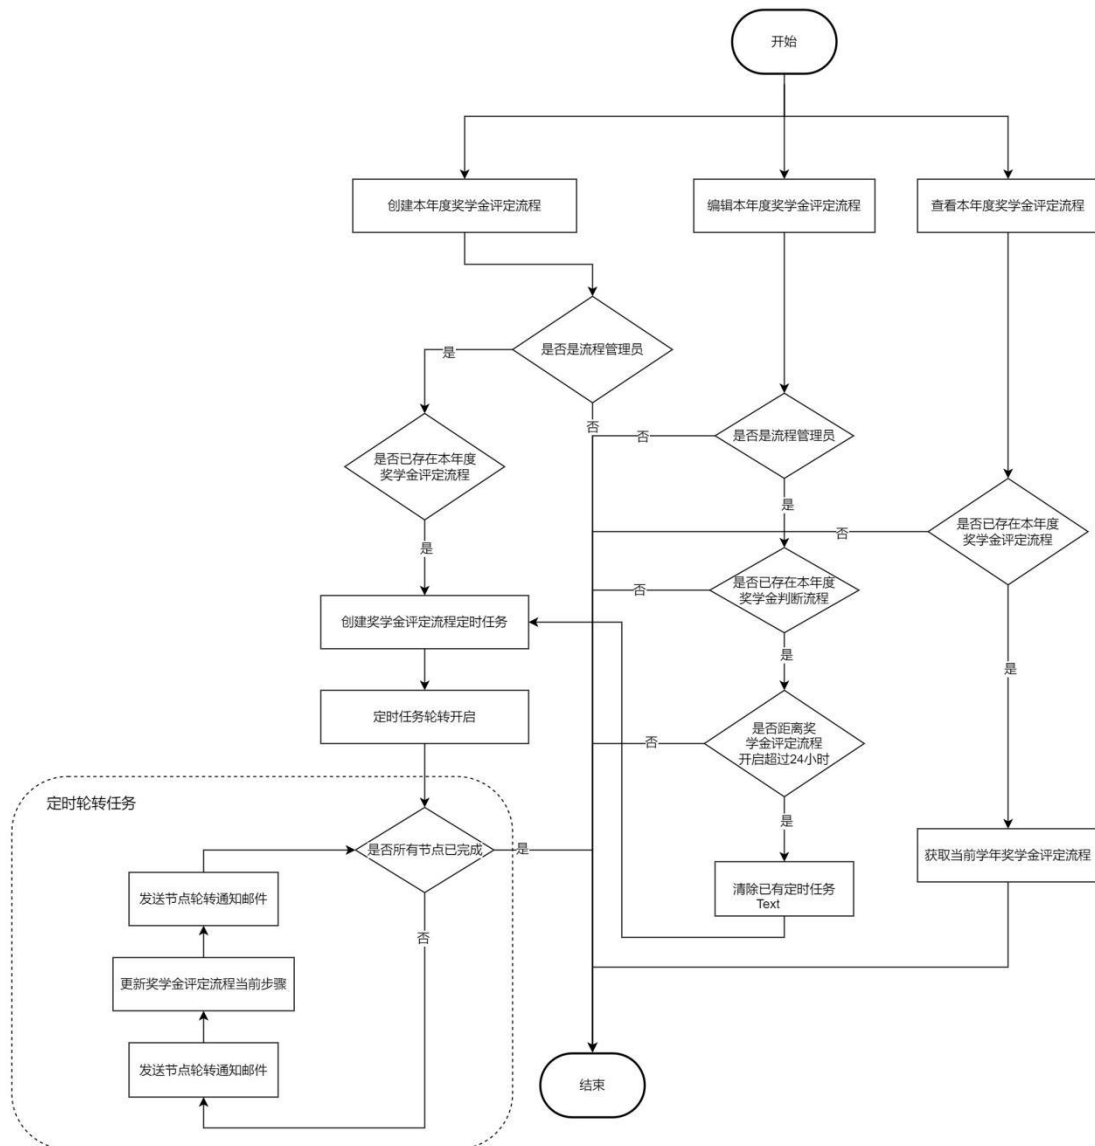 开始
创建本年度奖学金评定流程
编辑本年度奖学金评定流程
查看本年度奖学金评定流程
是否是流程管理员
是
否
是否已存在本年度
奖学金评定流程
是
否
是否是流程管理员
是
否
是否已存在本年度
奖学金评定流程
是
否
是否已存在本年度
奖学金判断流程
是
创建奖学金评定流程定时任务
定时任务轮转开启
否
是否距离奖
学金评定流程
开启超过24小时
是
定时轮转任务
是否所有节点已完成
是
否
获取当前学年奖学金评定流程
清除已有定时任务
Text
发送节点轮转通知邮件
更新奖学金评定流程当前步骤
发送节点轮转通知邮件
结束